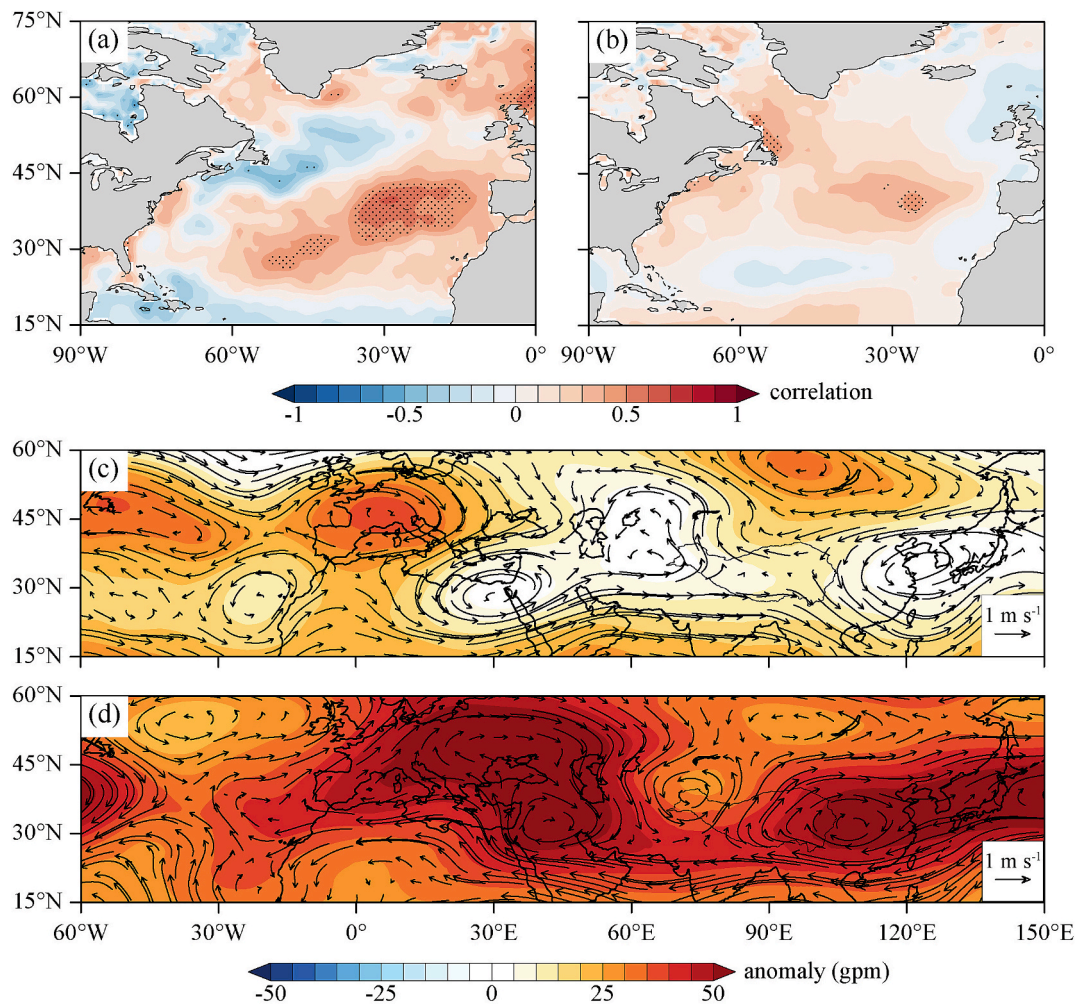 (a) (b)
75°N
60°N
45°N
30°N
15°N
90°W 60°W 30°W 0° 90°W 60°W 30°W 0°
-1 -0.5 0 0.5 1 correlation
(c)
60°N
45°N
30°N
15°N
1 m s⁻¹
(d)
60°N
45°N
30°N
15°N
1 m s⁻¹
60°W 30°W 0° 30°E 60°E 90°E 120°E 150°E
-50 -25 0 25 50 anomaly (gpm)